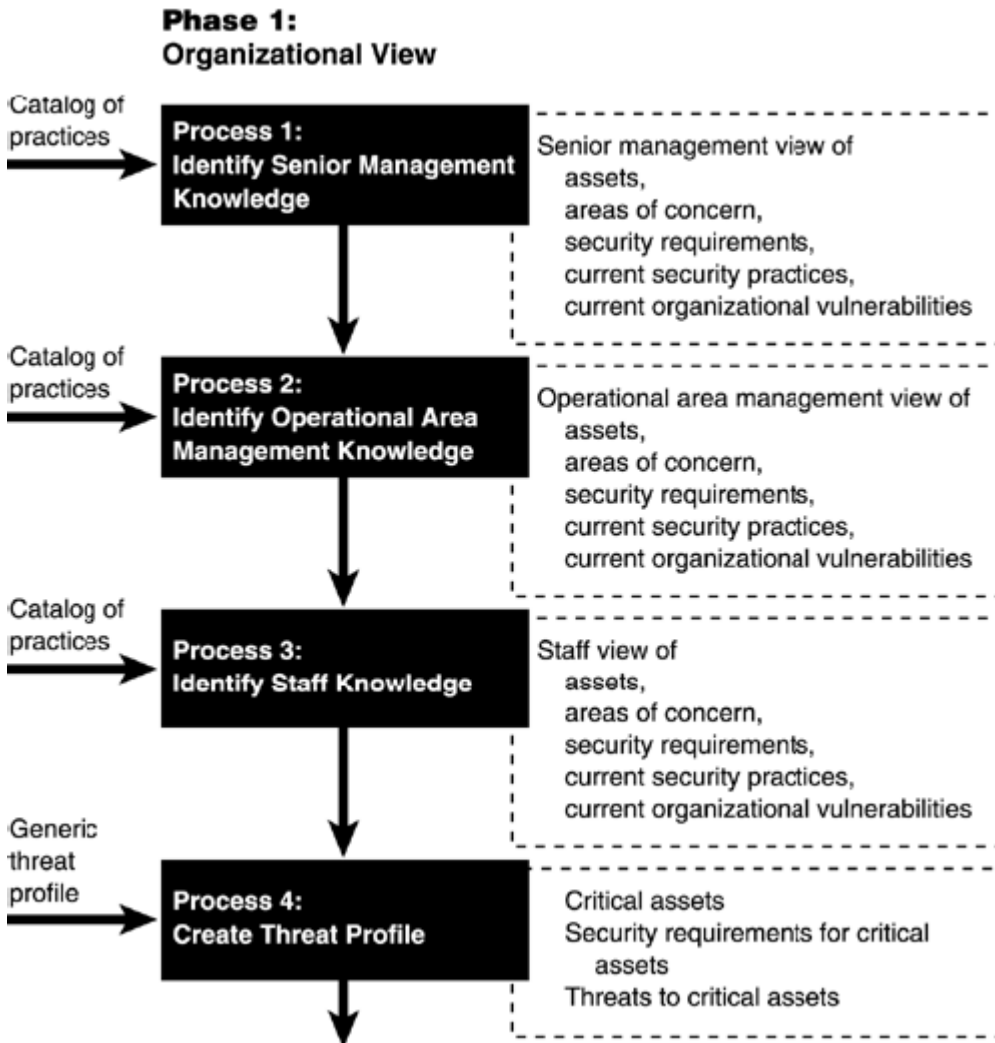 Phase 1:
Organizational View
Catalog of
practices
Process 1:
Identify Senior Management
Knowledge
Senior management view of
assets,
areas of concern,
security requirements,
current security practices,
current organizational vulnerabilities
Catalog of
practices
Process 2:
Identify Operational Area
Management Knowledge
Operational area management view of
assets,
areas of concern,
security requirements,
current security practices,
current organizational vulnerabilities
Catalog of
practices
Process 3:
Identify Staff Knowledge
Staff view of
assets,
areas of concern,
security requirements,
current security practices,
current organizational vulnerabilities
Generic
threat
profile
Process 4:
Create Threat Profile
Critical assets
Security requirements for critical
assets
Threats to critical assets